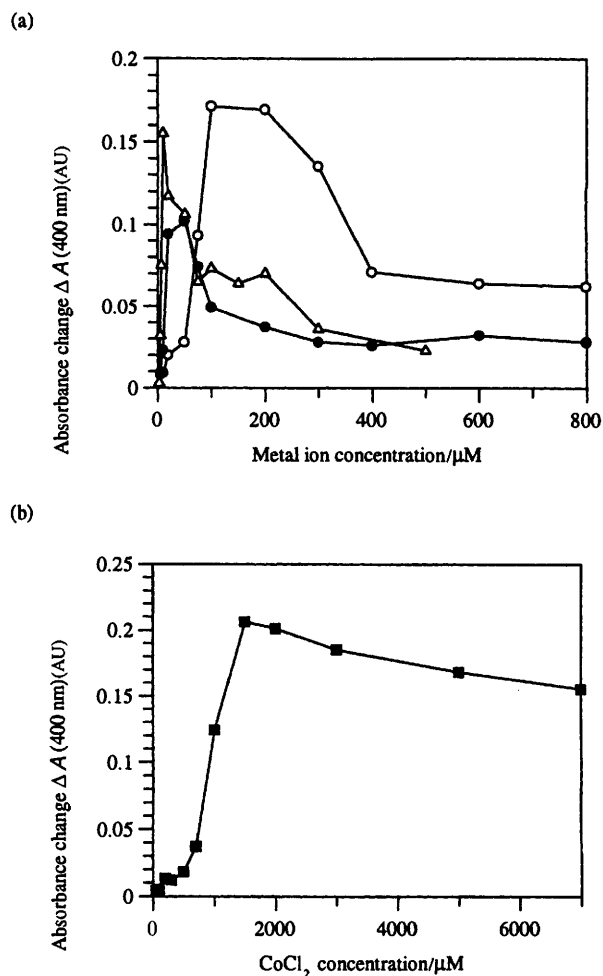 (a)
0.2
0.15
0.1
0.05
0
Absorbance change Δ A (400 nm)(AU)
0 200 400 600 800
Metal ion concentration/μM
(b)
0.25
0.2
0.15
0.1
0.05
0
Absorbance change Δ A (400 nm)(AU)
0 2000 4000 6000
CoCl₂ concentration/μM